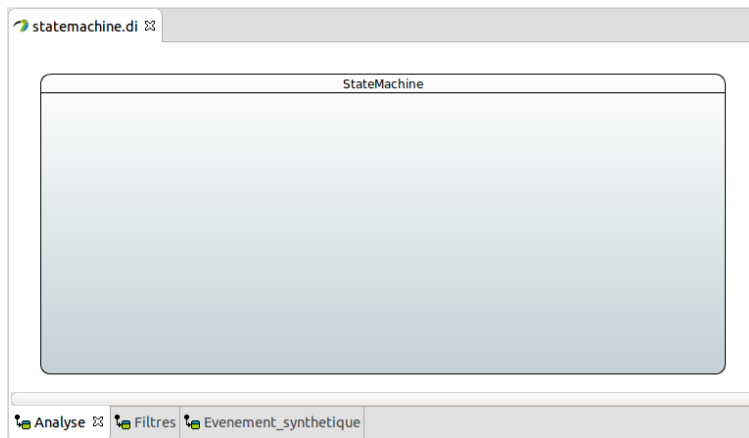 statemachine.di
StateMachine
Analyse Filtres Evenement_synthetique